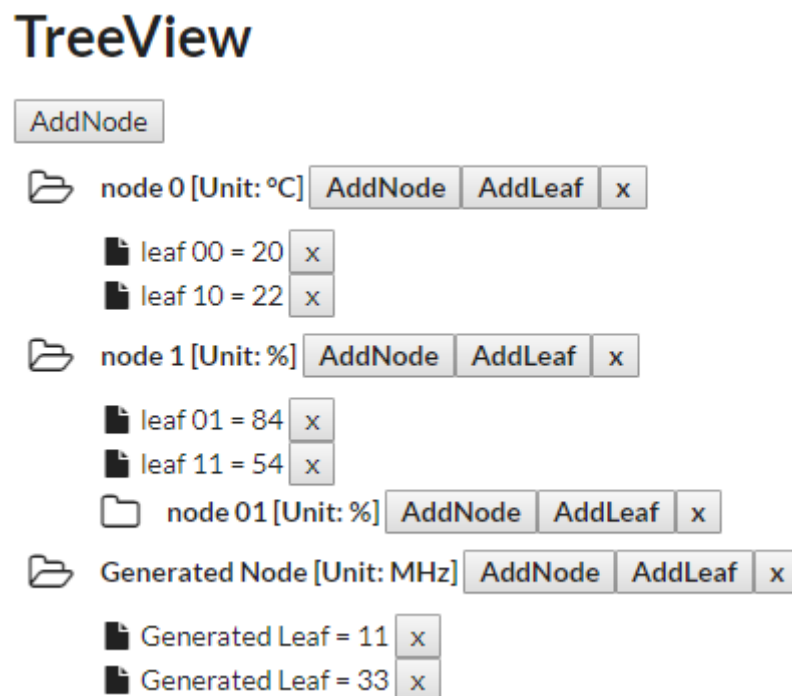 TreeView
AddNode
node 0 [Unit: °C] AddNode AddLeaf x
leaf 00 = 20 x
leaf 10 = 22 x
node 1 [Unit: %] AddNode AddLeaf x
leaf 01 = 84 x
leaf 11 = 54 x
node 01 [Unit: %] AddNode AddLeaf x
Generated Node [Unit: MHz] AddNode AddLeaf x
Generated Leaf = 11 x
Generated Leaf = 33 x